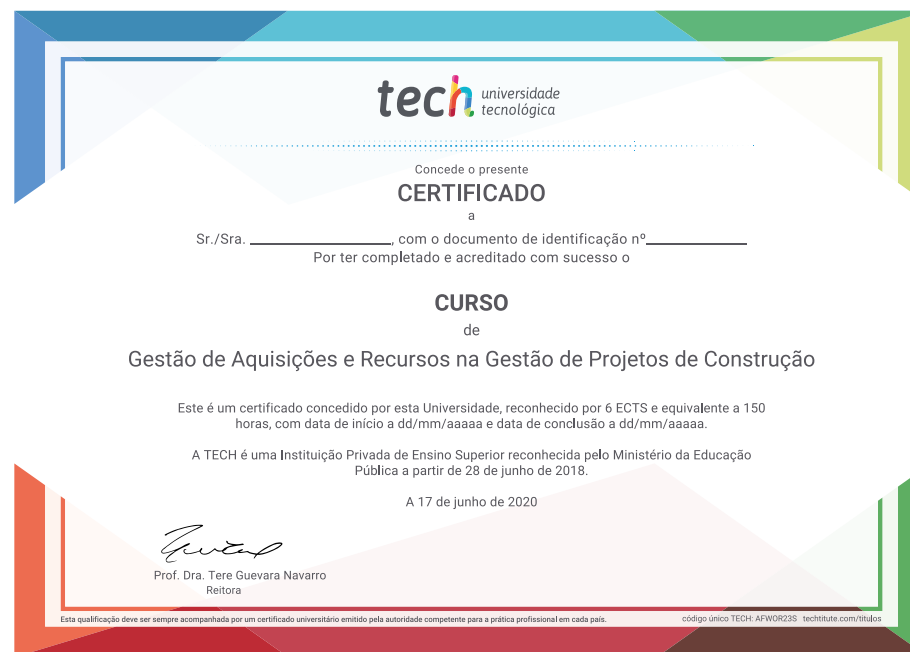 tech universidade
tecnológica
Concede o presente
CERTIFICADO
a
Sr./Sra. ____________________, com o documento de identificação nº______________
Por ter completado e acreditado com sucesso o
CURSO
de
Gestão de Aquisições e Recursos na Gestão de Projetos de Construção
Este é um certificado concedido por esta Universidade, reconhecido por 6 ECTS e equivalente a 150
horas, com data de início a dd/mm/aaaaa e data de conclusão a dd/mm/aaaaa.
A TECH é uma Instituição Privada de Ensino Superior reconhecida pelo Ministério da Educação
Pública a partir de 28 de junho de 2018.
A 17 de junho de 2020
Prof. Dra. Tere Guevara Navarro
Reitora
Esta qualificação deve ser sempre acompanhada por um certificado universitário emitido pela autoridade competente para a prática profissional em cada país.
código único TECH: AFWOR23S techtitute.com/titulos